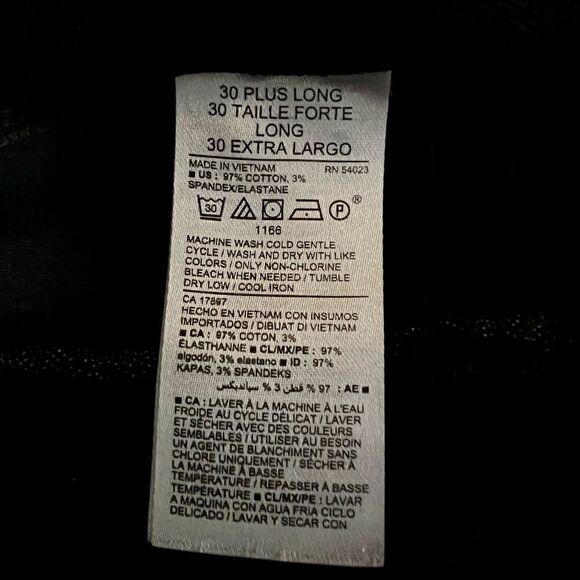 30 PLUS LONG
30 TAILLE FORTE
LONG
30 EXTRA LARGO
MADE IN VIETNAM RN 54023
■ US : 97% COTTON, 3%
SPANDEX/ELASTANE
30 P ®
1166
MACHINE WASH COLD GENTLE
CYCLE / WASH AND DRY WITH LIKE
COLORS / ONLY NON-CHLORINE
BLEACH WHEN NEEDED / TUMBLE
DRY LOW / COOL IRON
CA 17897
HECHO EN VIETNAM CON INSUMOS
IMPORTADOS / DIBUAT DI VIETNAM
■ CA : 97% COTON, 3%
ÉLASTHANNE ■ CL/MX/PE : 97%
algodón, 3% elastano ■ ID : 97%
KAPAS, 3% SPANDEKS
■ AE : 97 % قطن 3 % سباندیکس
■ CA : LAVER À LA MACHINE À L'EAU
FROIDE AU CYCLE DÉLICAT / LAVER
ET SÉCHER AVEC DES COULEURS
SEMBLABLES / UTILISER AU BESOIN
UN AGENT DE BLANCHIMENT SANS
CHLORE UNIQUEMENT / SÉCHER À
LA MACHINE À BASSE
TEMPÉRATURE / REPASSER À BASSE
TEMPÉRATURE ■ CL/MX/PE : LAVAR
A MAQUINA CON AGUA FRIA CICLO
DELICADO / LAVAR Y SECAR CON